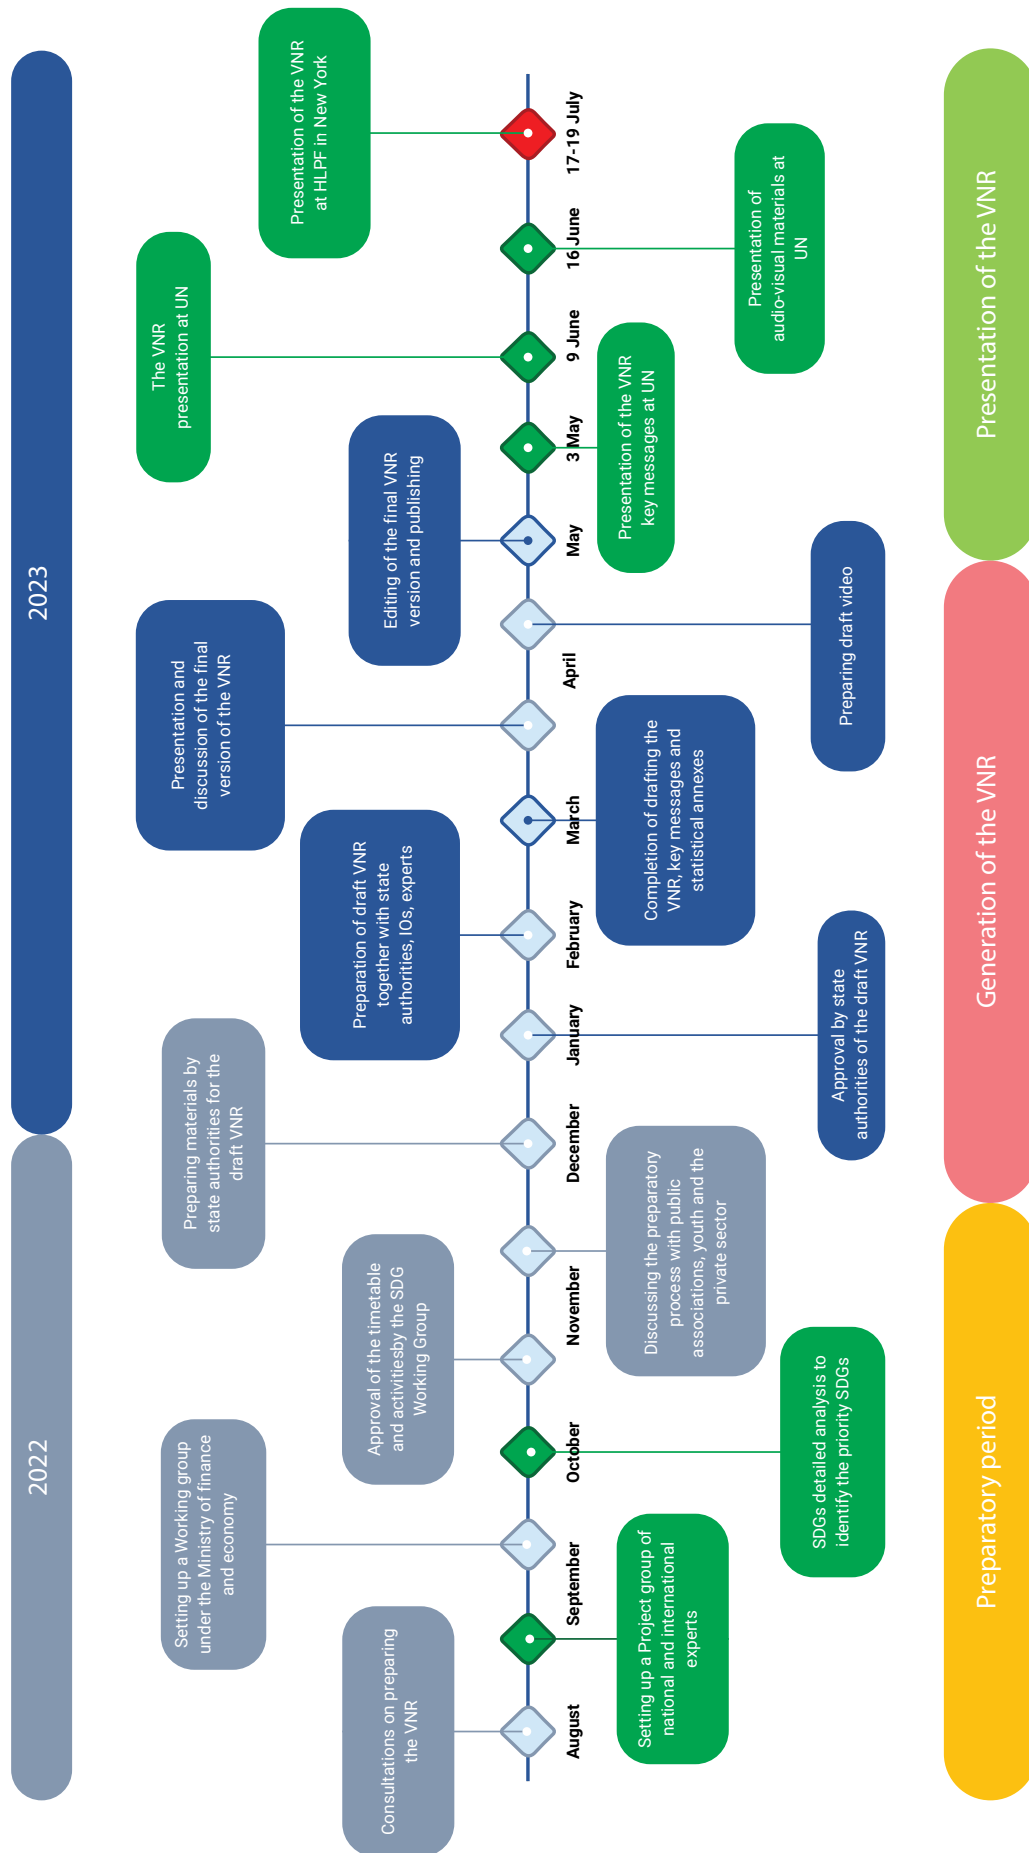 2022
2023
Setting up a Working group
under the Ministry of finance
and economy
Preparing materials by
state authorities for the
draft VNR
Presentation and
discussion of the final
version of the VNR
The VNR
presentation at UN
Consultations on preparing
the VNR
Approval of the timetable
and activitiesby the SDG
Working Group
Preparation of draft VNR
together with state
authorities, IOs, experts
Editing of the final VNR
version and publishing
Presentation of the VNR
at HLPF in New York
August
September
October
November
December
January
February
March
April
May
3 May
9 June
16 June
17-19 July
Setting up a Project group of
national and international
experts
Discussing the preparatory
process with public
associations, youth and the
private sector
Completion of drafting the
VNR, key messages and
statistical annexes
Presentation of the VNR
key messages at UN
SDGs detailed analysis to
identify the priority SDGs
Approval by state
authorities of the draft VNR
Preparing draft video
Presentation of
audio-visual materials at
UN
Preparatory period
Generation of the VNR
Presentation of the VNR